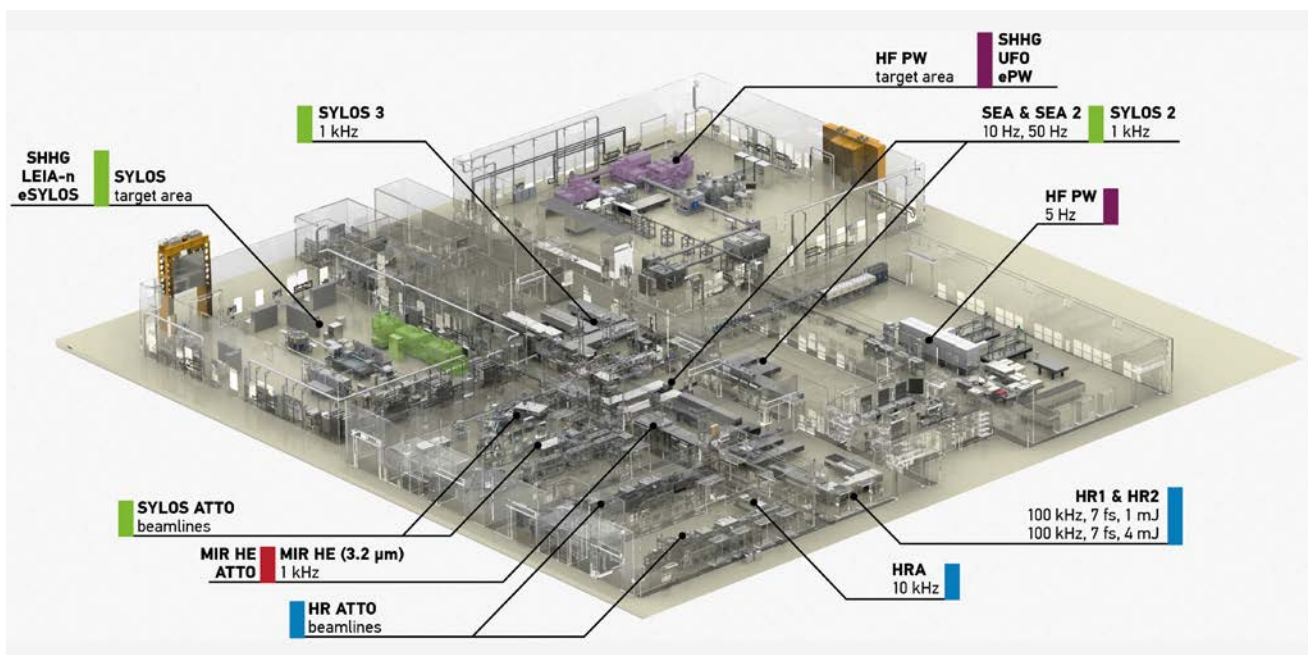 HF PW
target area
SHHG
UFO
ePW
SYLOS 3
1 kHz
SEA & SEA 2
10 Hz, 50 Hz
SYLOS 2
1 kHz
SHHG
LEIA-n
eSYLOS
SYLOS
target area
HF PW
5 Hz
SYLOS ATTO
beamlines
MIR HE
ATTO
MIR HE (3.2 µm)
1 kHz
HR ATTO
beamlines
HR1 & HR2
100 kHz, 7 fs, 1 mJ
100 kHz, 7 fs, 4 mJ
HRA
10 kHz